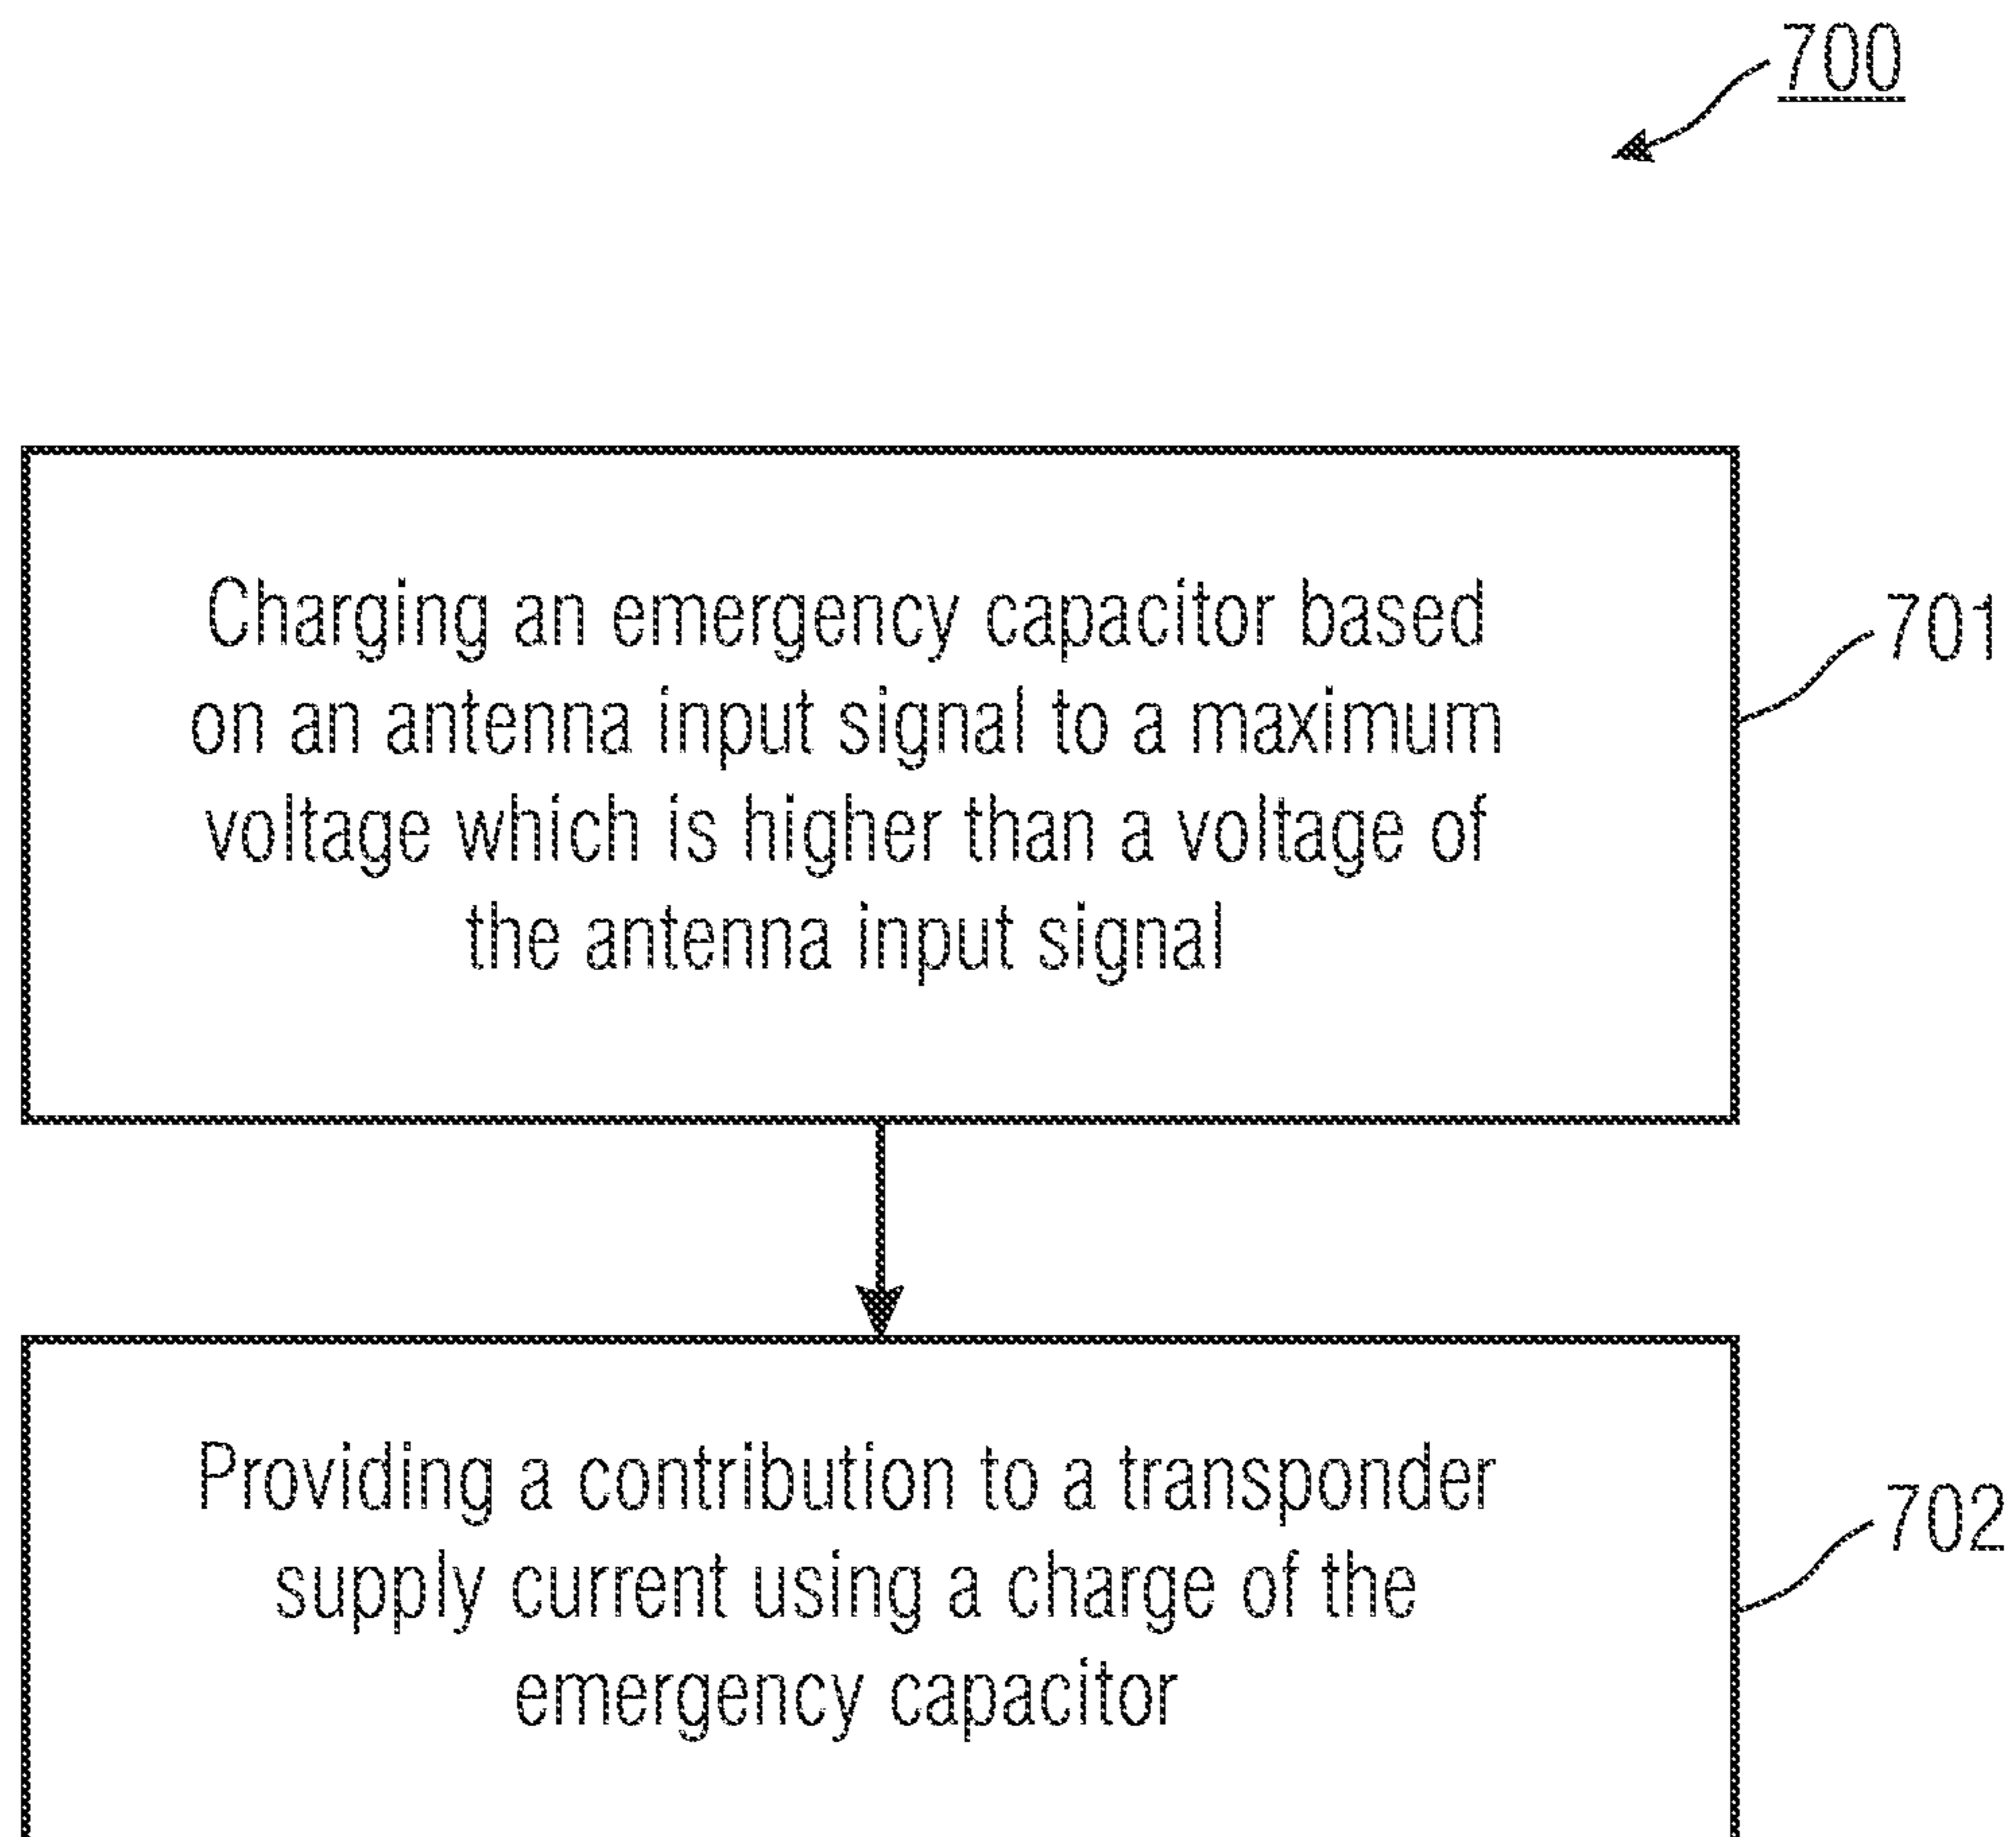 700
Charging an emergency capacitor based
on an antenna input signal to a maximum
voltage which is higher than a voltage of
the antenna input signal
701
Providing a contribution to a transponder
supply current using a charge of the
emergency capacitor
702